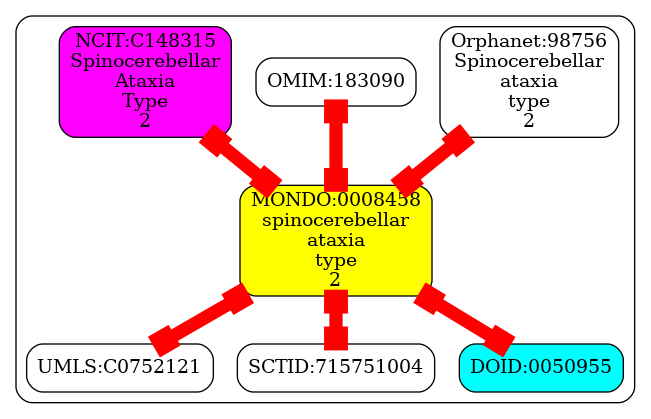 NCIT:C148315
Spinocerebellar
Ataxia
Type
2
OMIM:183090
Orphanet:98756
Spinocerebellar
ataxia
type
2
MONDO:0008458
spinocerebellar
ataxia
type
2
UMLS:C0752121
SCTID:715751004
DOID:0050955